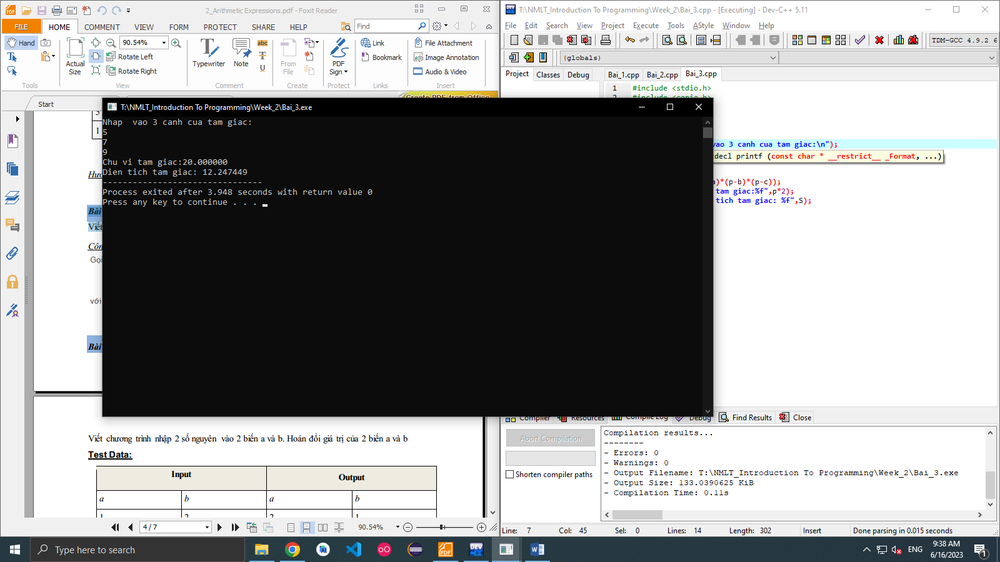 2_Arithmetic Expressions.pdf - Foxit Reader
FILE HOME COMMENT VIEW FORM PROTECT SHARE HELP Find
Hand
90.54%
Rotate Left
Rotate Right
Actual Size
Typewriter
Note
From File
PDF Sign
Link
Bookmark
File Attachment
Image Annotation
Audio & Video
Tools View Comment Create Protect Links Insert
Start
Create PDF from Office
5
1
Bài
Viết
Gọi
với
Bài
Viết chương trình nhập 2 số nguyên vào 2 biến a và b. Hoán đổi giá trị của 2 biến a và b
Test Data:
Input Output
a b a b
1 2 2 1
4 / 7 90.54%
T:\NMLT_Introduction To Programming\Week_2\Bai_3.exe
Nhap  vao 3 canh cua tam giac:
5
7
9
Chu vi tam giac:20.000000
Dien tich tam giac: 12.247449
--------------------------------
Process exited after 3.948 seconds with return value 0
Press any key to continue . . .
T:\NMLT_Introduction To Programming\Week_2\Bai_3.cpp - [Executing] - Dev-C++ 5.11
File Edit Search View Project Execute Tools AStyle Window Help
TDM-GCC 4.9.2 6
(globals)
Project Classes Debug
Bai_1.cpp Bai_2.cpp Bai_3.cpp
1 #include <stdio.h>
2 #include <conio.h>
vao 3 canh cua tam giac:\n");
cdecl printf (const char * __restrict__ _Format, ...)
a)*(p-b)*(p-c));
tam giac:%f",p*2);
tich tam giac: %f",S);
Compiler Resources Compile Log Debug Find Results Close
Abort Compilation
Shorten compiler paths
Compilation results...
--------
- Errors: 0
- Warnings: 0
- Output Filename: T:\NMLT_Introduction To Programming\Week_2\Bai_3.exe
- Output Size: 133.0390625 KiB
- Compilation Time: 0.11s
Line: 7 Col: 45 Sel: 0 Lines: 14 Length: 302 Insert Done parsing in 0.015 seconds
Type here to search
ENG
9:38 AM
6/16/2023
1